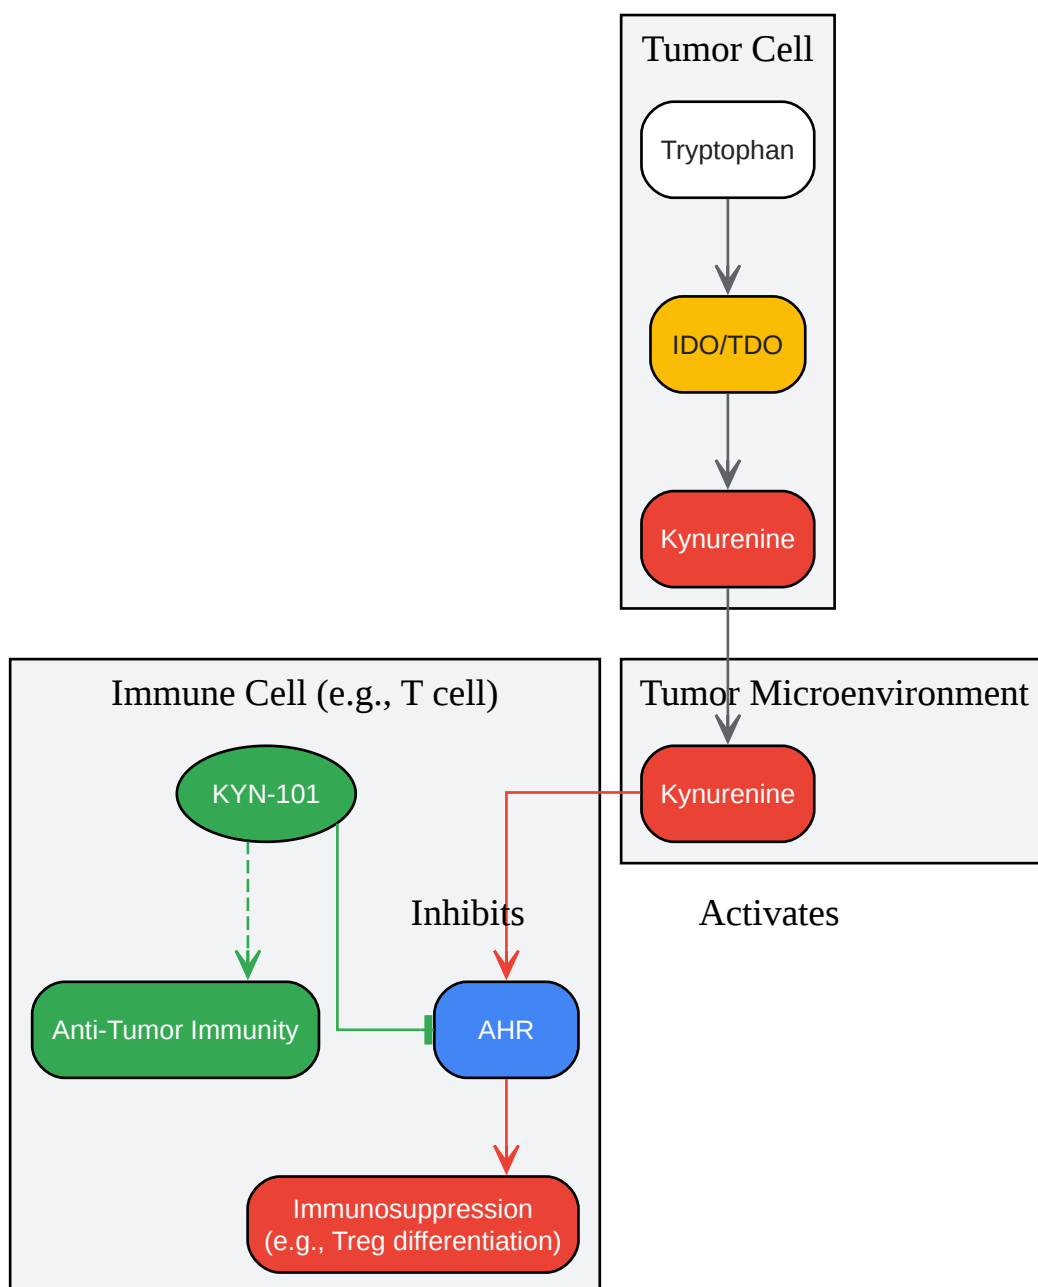 Tumor Cell
Tryptophan
IDO/TDO
Kynurenine
Immune Cell (e.g., T cell)
Tumor Microenvironment
KYN-101
Kynurenine
Inhibits
Activates
Anti-Tumor Immunity
AHR
Immunosuppression
(e.g., Treg differentiation)